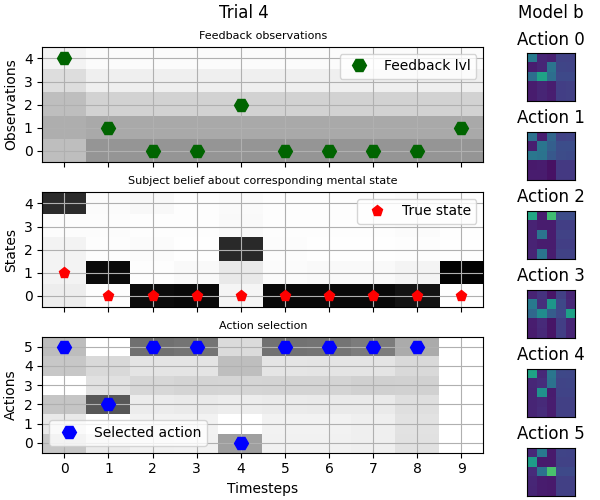 Trial 4
Model b
Feedback observations
Observations
4
3
2
1
0
Feedback lvl
Subject belief about corresponding mental state
States
4
3
2
1
0
True state
Action selection
Actions
5
4
3
2
1
0
Selected action
0 1 2 3 4 5 6 7 8 9
Timesteps
Action 0
Action 1
Action 2
Action 3
Action 4
Action 5